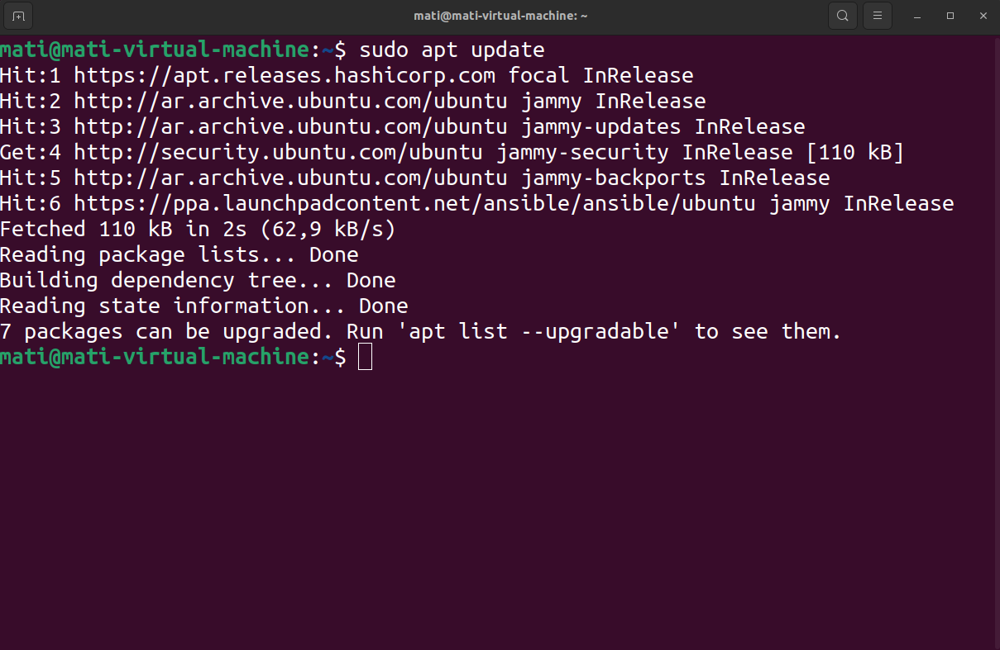 mati@mati-virtual-machine: ~
mati@mati-virtual-machine:~$ sudo apt update
Hit:1 https://apt.releases.hashicorp.com focal InRelease
Hit:2 http://ar.archive.ubuntu.com/ubuntu jammy InRelease
Hit:3 http://ar.archive.ubuntu.com/ubuntu jammy-updates InRelease
Get:4 http://security.ubuntu.com/ubuntu jammy-security InRelease [110 kB]
Hit:5 http://ar.archive.ubuntu.com/ubuntu jammy-backports InRelease
Hit:6 https://ppa.launchpadcontent.net/ansible/ansible/ubuntu jammy InRelease
Fetched 110 kB in 2s (62,9 kB/s)
Reading package lists... Done
Building dependency tree... Done
Reading state information... Done
7 packages can be upgraded. Run 'apt list --upgradable' to see them.
mati@mati-virtual-machine:~$